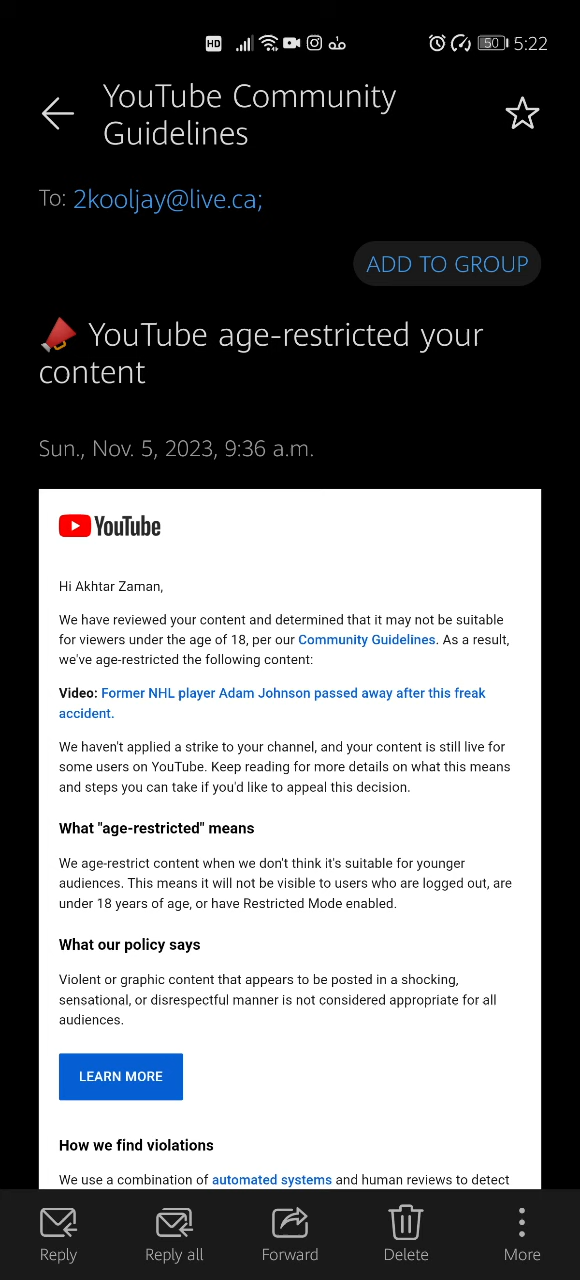 HD 50 5:22
YouTube Community
Guidelines
To: 2kooljay@live.ca;
ADD TO GROUP
YouTube age-restricted your
content
Sun., Nov. 5, 2023, 9:36 a.m.
YouTube
Hi Akhtar Zaman,
We have reviewed your content and determined that it may not be suitable
for viewers under the age of 18, per our Community Guidelines. As a result,
we've age-restricted the following content:
Video: Former NHL player Adam Johnson passed away after this freak
accident.
We haven't applied a strike to your channel, and your content is still live for
some users on YouTube. Keep reading for more details on what this means
and steps you can take if you'd like to appeal this decision.
What "age-restricted" means
We age-restrict content when we don't think it's suitable for younger
audiences. This means it will not be visible to users who are logged out, are
under 18 years of age, or have Restricted Mode enabled.
What our policy says
Violent or graphic content that appears to be posted in a shocking,
sensational, or disrespectful manner is not considered appropriate for all
audiences.
LEARN MORE
How we find violations
We use a combination of automated systems and human reviews to detect
Reply Reply all Forward Delete More